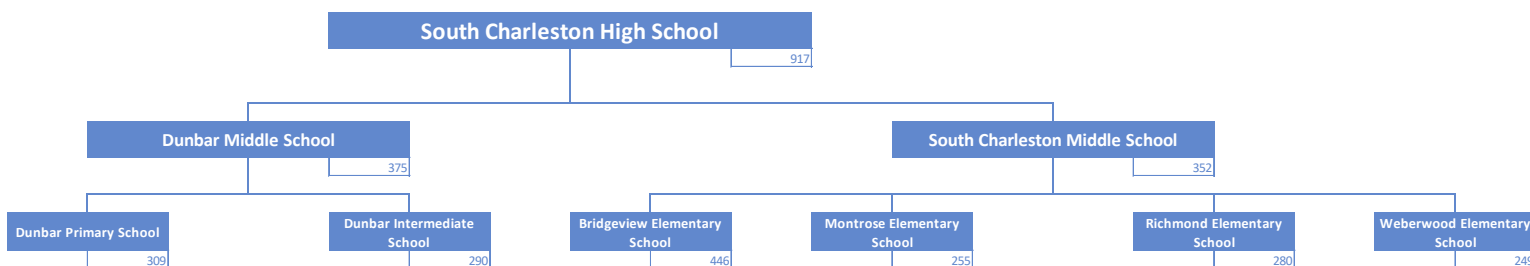 South Charleston High School
917
Dunbar Middle School
375
South Charleston Middle School
352
Dunbar Primary School
309
Dunbar Intermediate
School
290
Bridgeview Elementary
School
446
Montrose Elementary
School
255
Richmond Elementary
School
280
Weberwood Elementary
School
249